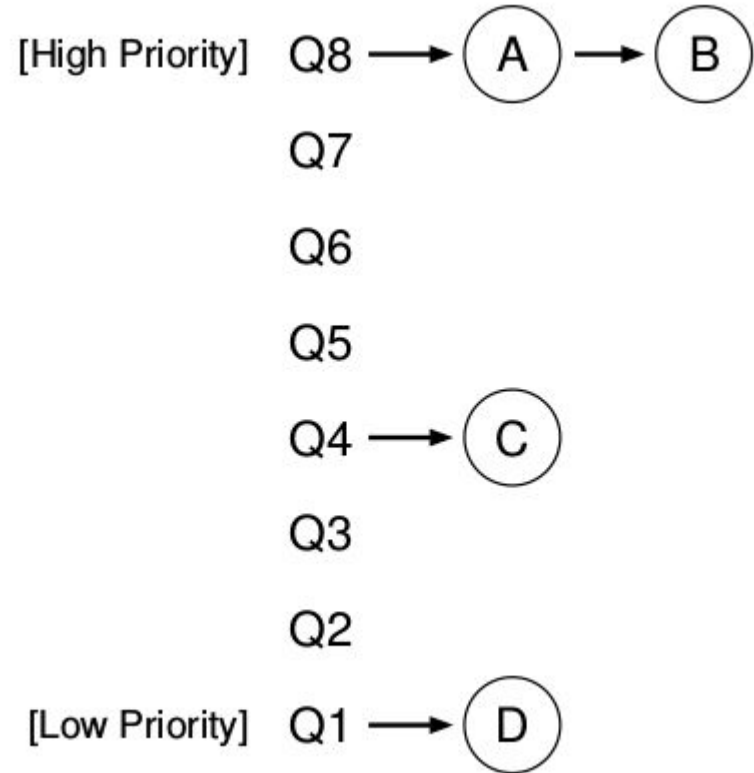 [High Priority] Q8 A B
Q7
Q6
Q5
Q4 C
Q3
Q2
[Low Priority] Q1 D